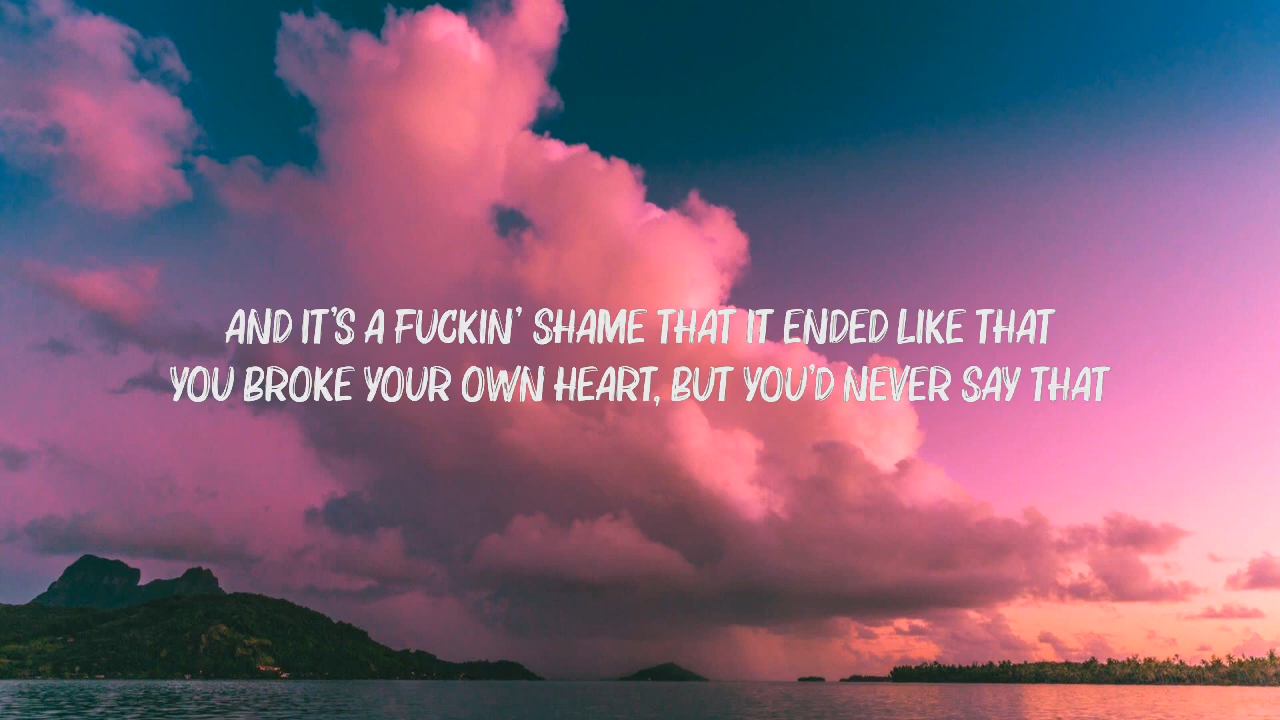 AND IT'S A FUCKIN' SHAME THAT IT ENDED LIKE THAT
YOU BROKE YOUR OWN HEART, BUT YOU'D NEVER SAY THAT